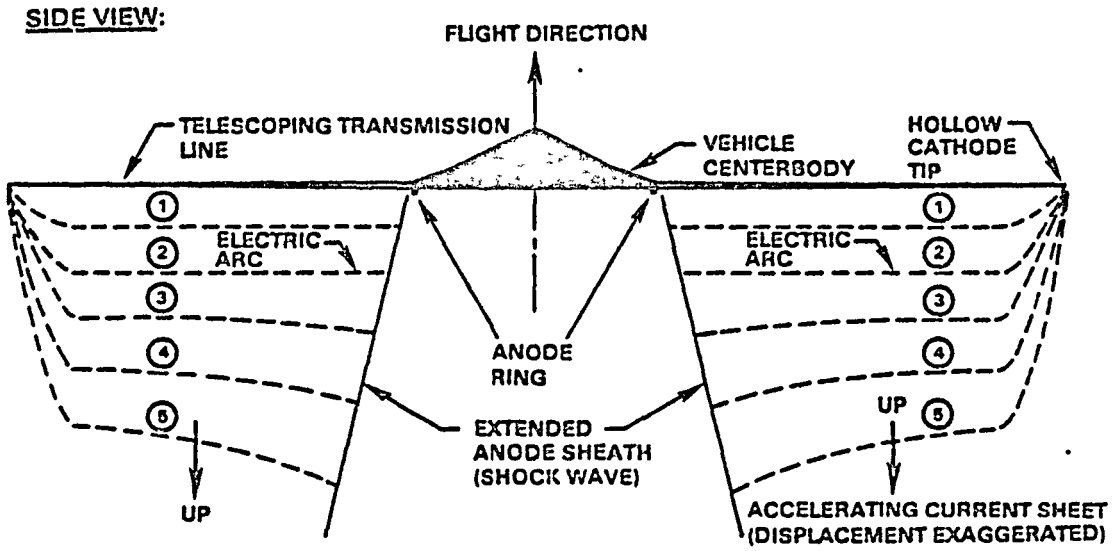 SIDE VIEW:
FLIGHT DIRECTION
TELESCOPING TRANSMISSION
LINE
VEHICLE
CENTERBODY
HOLLOW
CATHODE
TIP
1
1
2
ELECTRIC
ARC
ELECTRIC
ARC
2
3
3
ANODE
RING
4
4
5
UP
5
EXTENDED
ANODE SHEATH
(SHOCK WAVE)
UP
ACCELERATING CURRENT SHEET
(DISPLACEMENT EXAGGERATED)